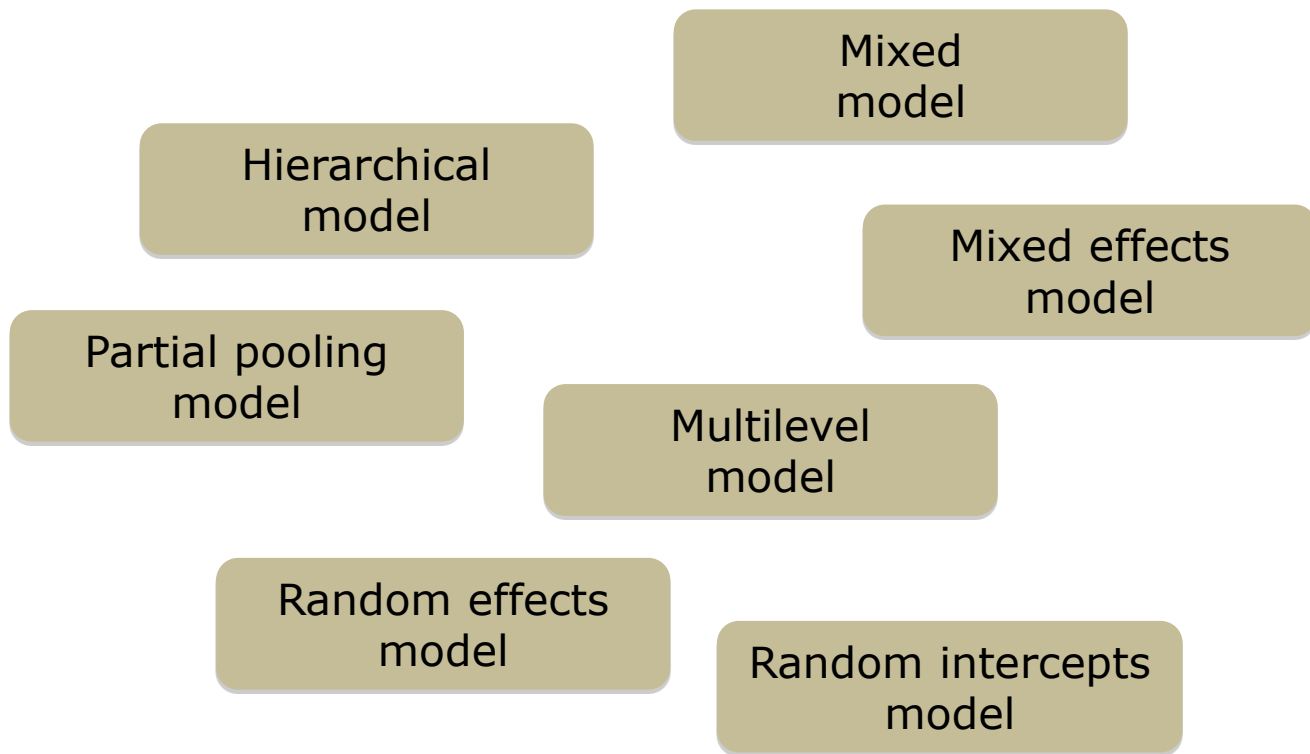 Mixed
model
Hierarchical
model
Mixed effects
model
Partial pooling
model
Multilevel
model
Random effects
model
Random intercepts
model